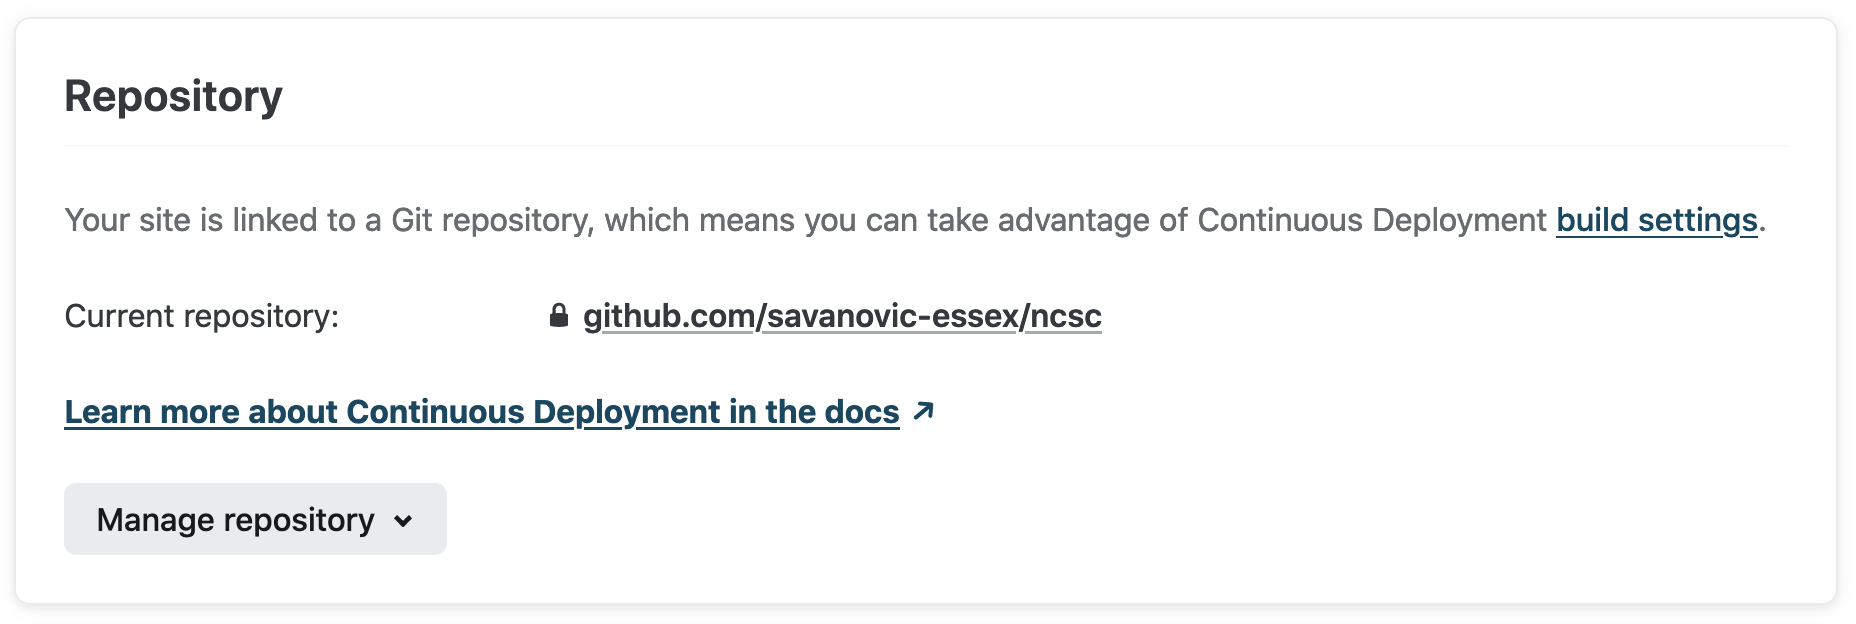 Repository
Your site is linked to a Git repository, which means you can take advantage of Continuous Deployment build settings.
Current repository: github.com/savanovic-essex/ncsc
Learn more about Continuous Deployment in the docs
Manage repository